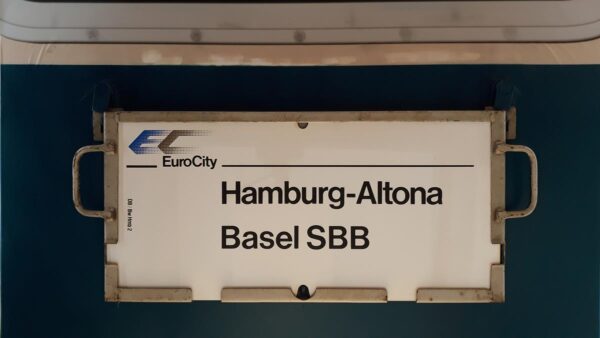 EC
EuroCity
Hamburg-Altona
Basel SBB